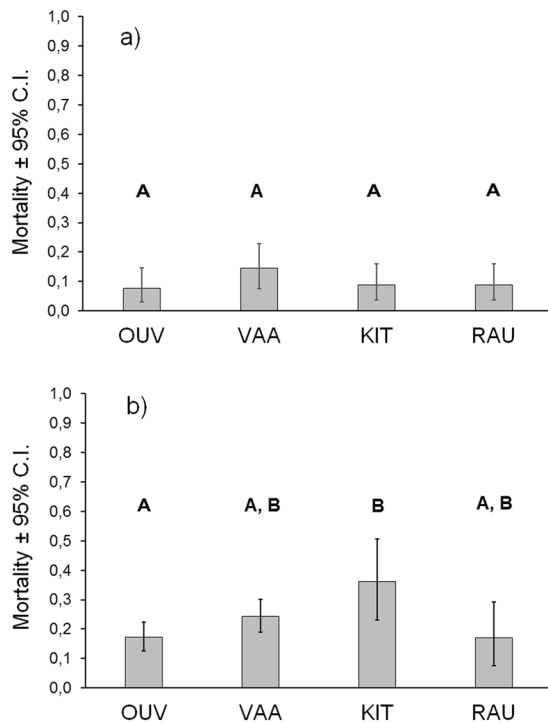 a)
Mortality ± 95% C.I.
1,0
0,9
0,8
0,7
0,6
0,5
0,4
0,3
0,2
0,1
0,0
A A A A
OUV VAA KIT RAU
b)
Mortality ± 95% C.I.
1,0
0,9
0,8
0,7
0,6
0,5
0,4
0,3
0,2
0,1
0,0
A A, B B A, B
OUV VAA KIT RAU